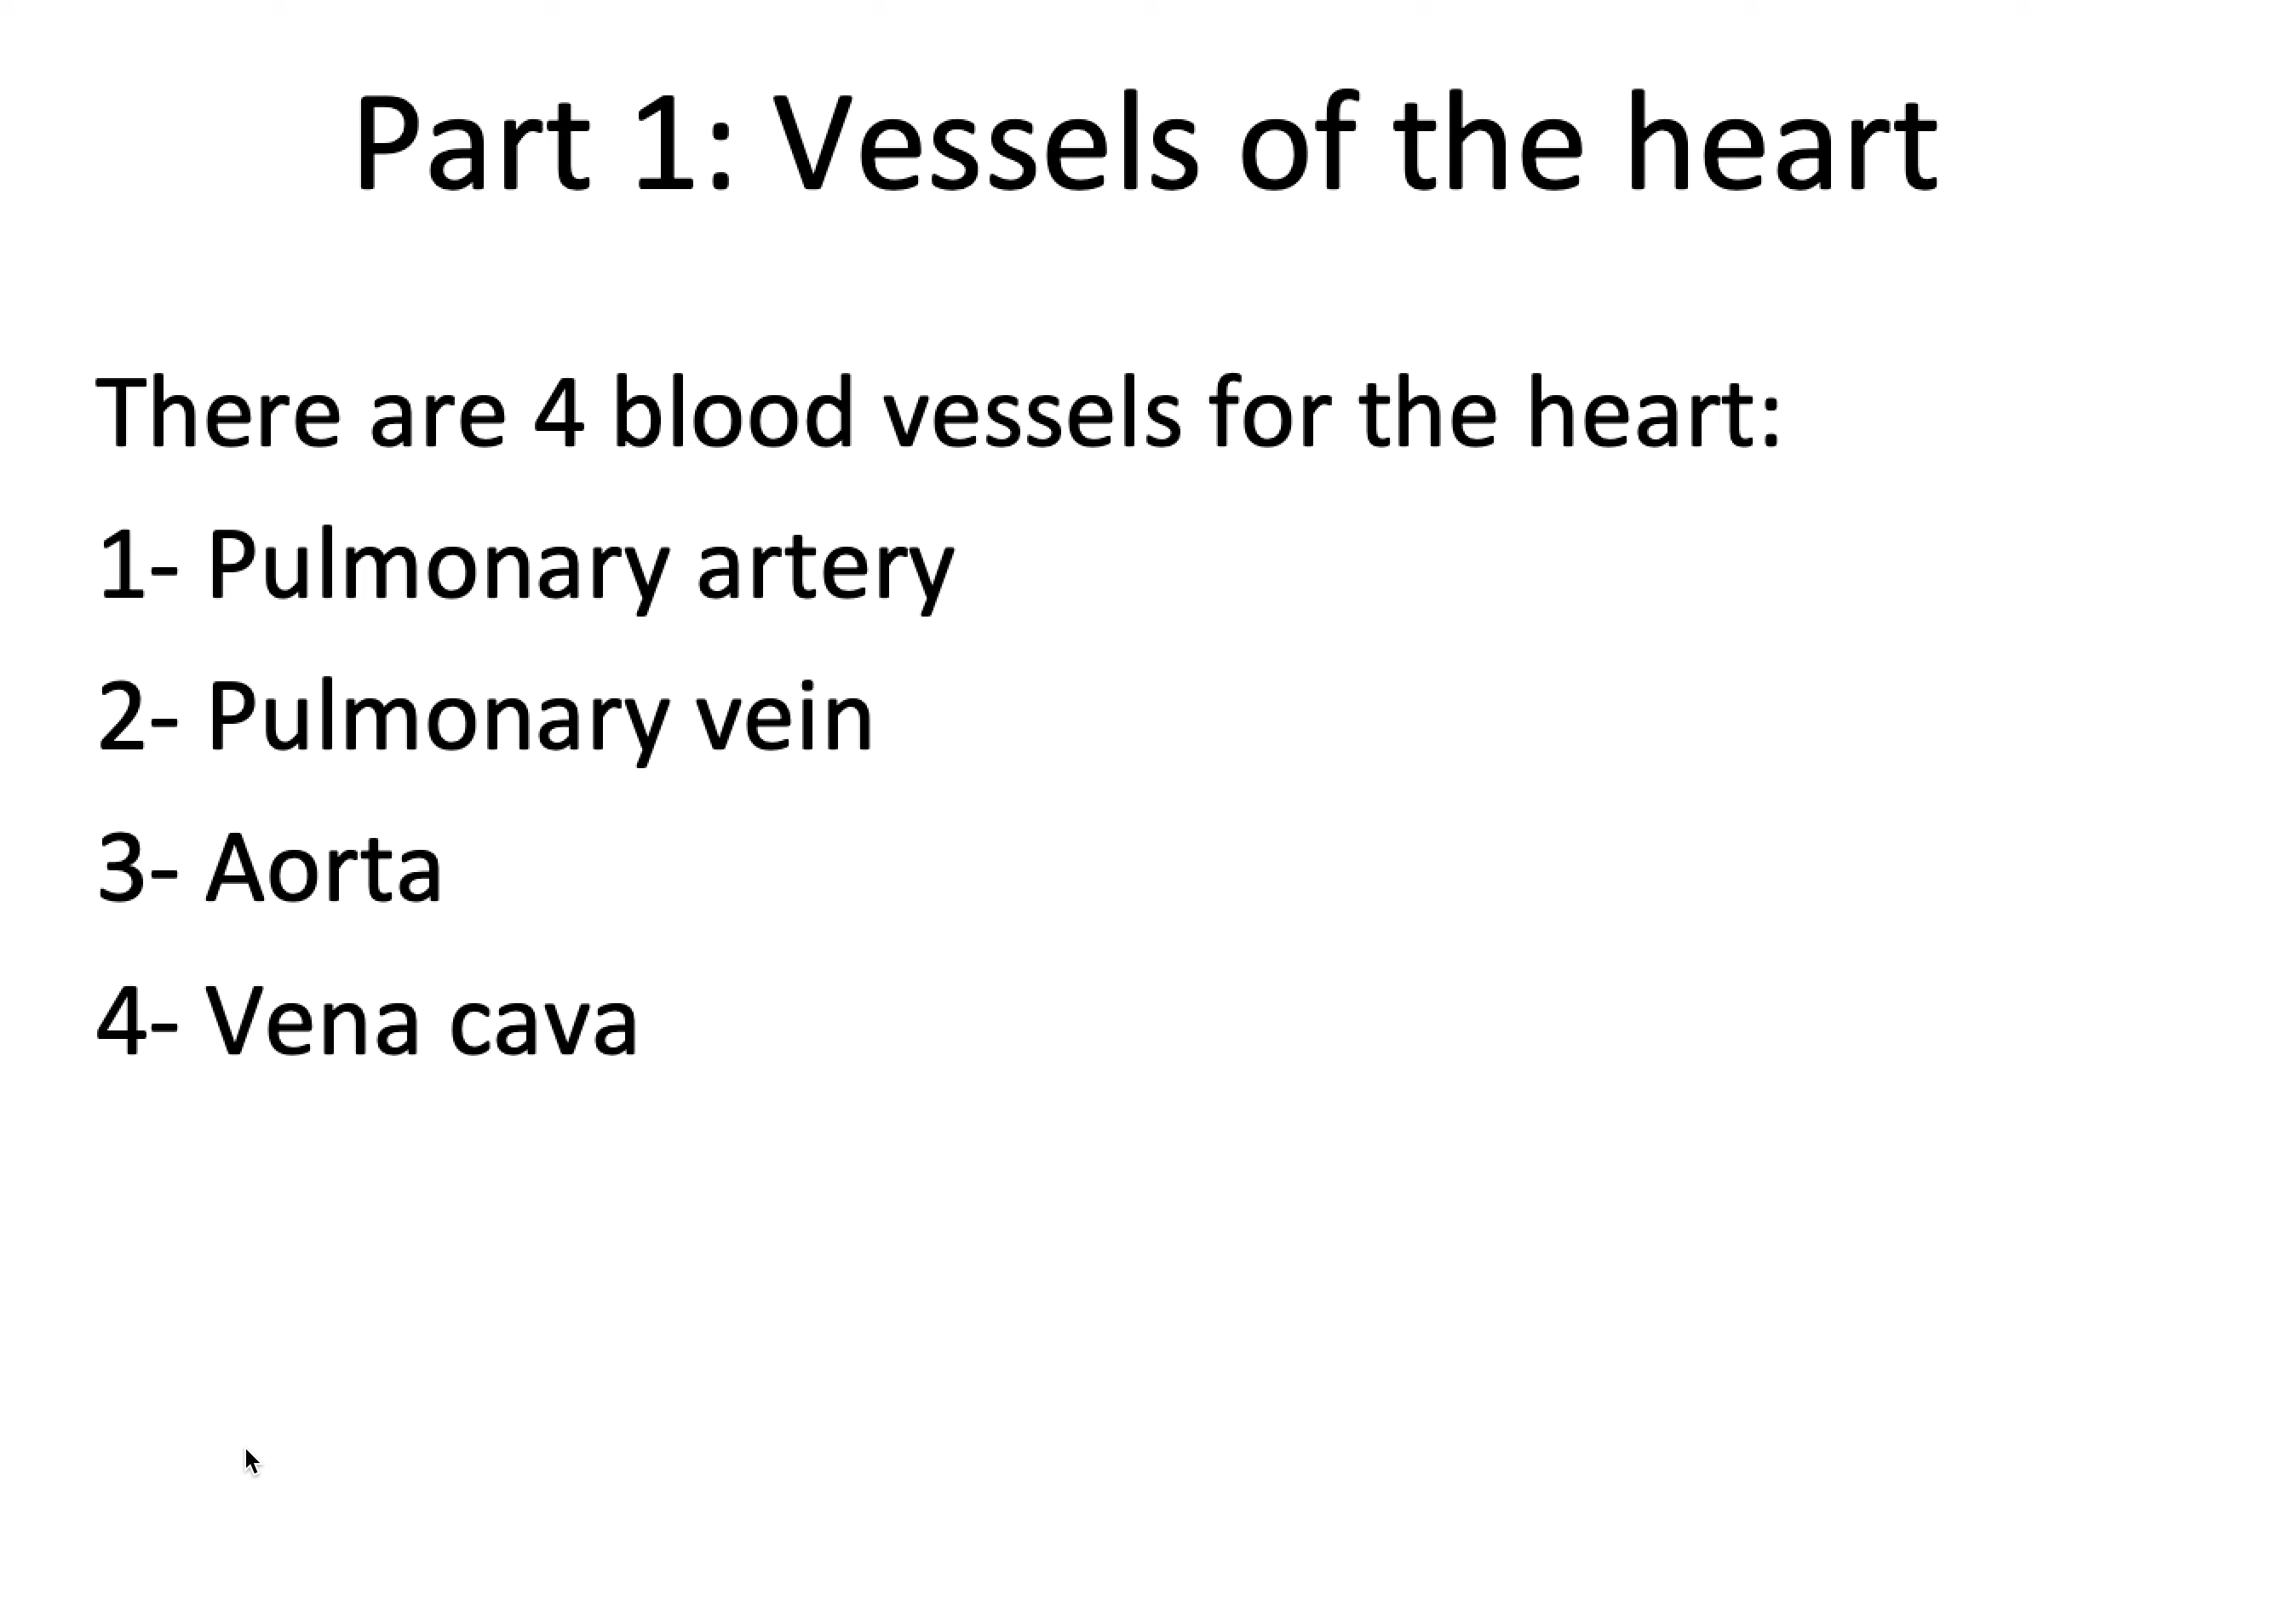 Part 1: Vessels of the heart
There are 4 blood vessels for the heart:
1- Pulmonary artery
2- Pulmonary vein
3- Aorta
4- Vena cava